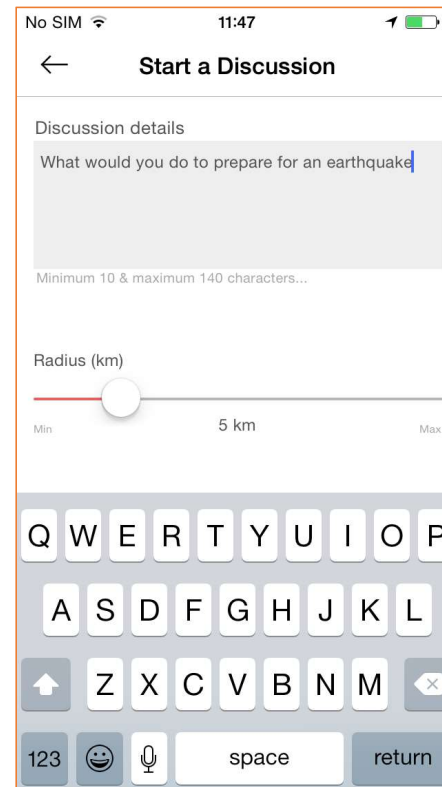 No SIM 11:47
Start a Discussion
Discussion details
What would you do to prepare for an earthquake
Minimum 10 & maximum 140 characters...
Radius (km)
Min 5 km Max
Q W E R T Y U I O P
A S D F G H J K L
Z X C V B N M
123 space return